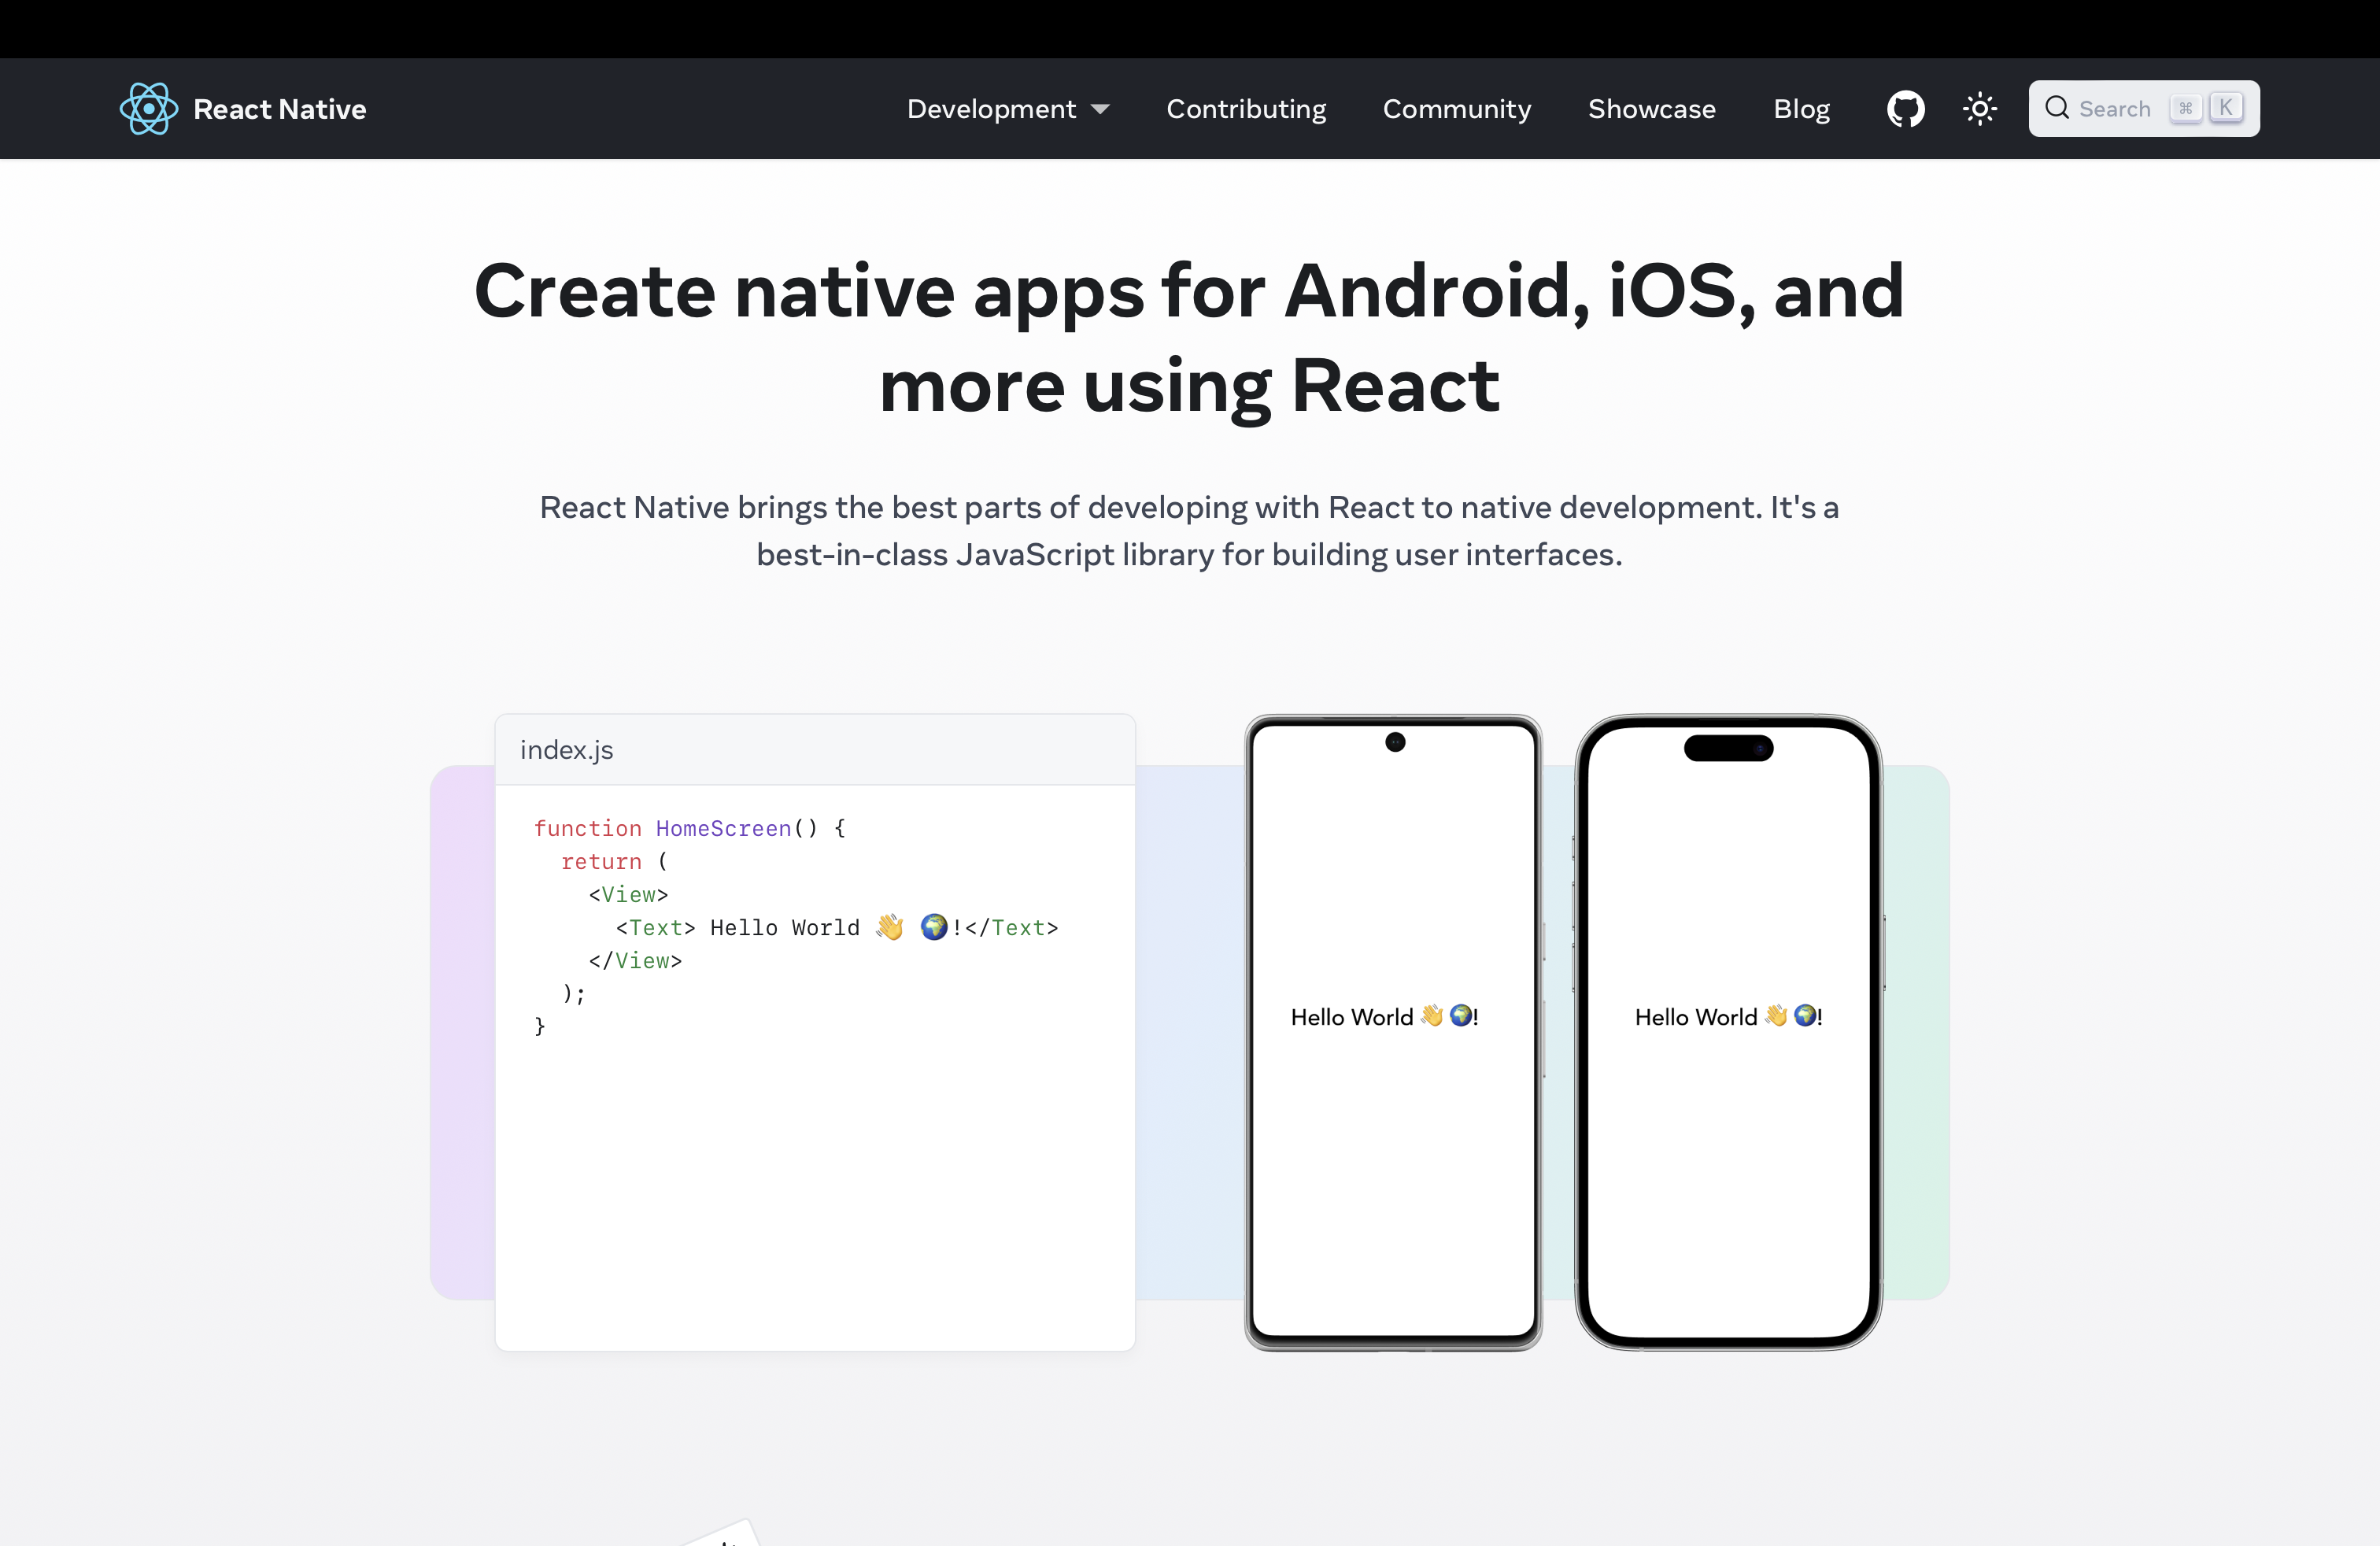 React Native
Development
Contributing
Community
Showcase
Blog
Search ⌘ K
Create native apps for Android, iOS, and
more using React
React Native brings the best parts of developing with React to native development. It's a
best-in-class JavaScript library for building user interfaces.
index.js
function HomeScreen() {
  return (
    <View>
      <Text> Hello World 👋 🌍!</Text>
    </View>
  );
}
Hello World 👋 🌍!
Hello World 👋 🌍!